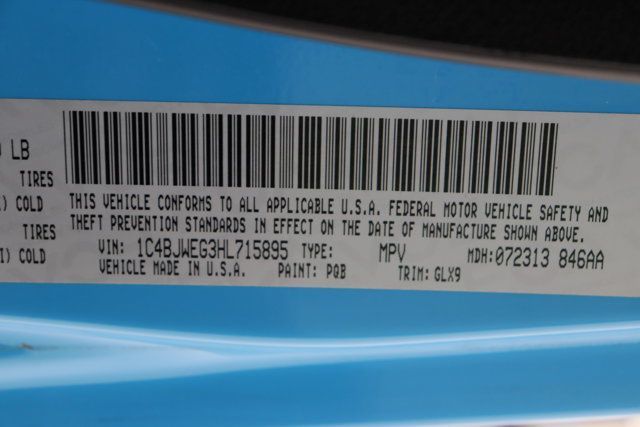 LB
TIRES
COLD
TIRES
COLD
THIS VEHICLE CONFORMS TO ALL APPLICABLE U.S.A. FEDERAL MOTOR VEHICLE SAFETY AND
THEFT PREVENTION STANDARDS IN EFFECT ON THE DATE OF MANUFACTURE SHOWN ABOVE.
VIN: 1C4BJWEG3HL715895 TYPE: MPV MDH:072313 846AA
VEHICLE MADE IN U.S.A. PAINT: PQB TRIM: GLX9